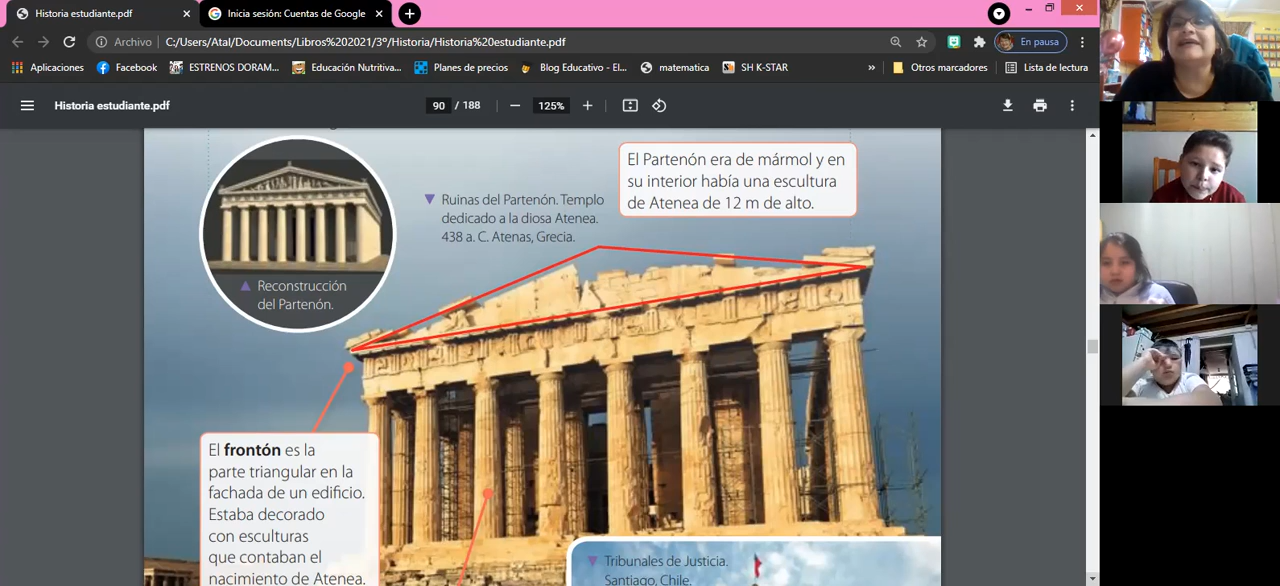 Historia estudiante.pdf
Inicia sesión: Cuentas de Google
Archivo
C:/Users/Atal/Documents/Libros%202021/3º/Historia/Historia%20estudiante.pdf
En pausa
Aplicaciones
Facebook
ESTRENOS DORAM...
Educación Nutritiva...
Planes de precios
Blog Educativo - El...
matematica
SH K-STAR
»
Otros marcadores
Lista de lectura
Historia estudiante.pdf
90 / 188
125%
El Partenón era de mármol y en
su interior había una escultura
de Atenea de 12 m de alto.
Ruinas del Partenón. Templo
dedicado a la diosa Atenea.
438 a. C. Atenas, Grecia.
Reconstrucción
del Partenón.
El frontón es la
parte triangular en la
fachada de un edificio.
Estaba decorado
con esculturas
que contaban el
nacimiento de Atenea.
Tribunales de Justicia.
Santiago, Chile.